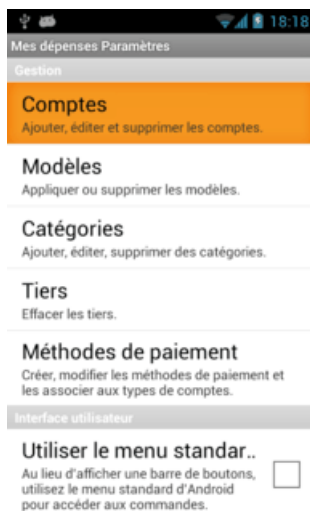 18:18
Mes dépenses Paramètres
Gestion
Comptes
Ajouter, éditer et supprimer les comptes.
Modèles
Appliquer ou supprimer les modèles.
Catégories
Ajouter, éditer, supprimer des catégories.
Tiers
Effacer les tiers.
Méthodes de paiement
Créer, modifier les méthodes de paiement et
les associer aux types de comptes.
Interface utilisateur
Utiliser le menu standar..
Au lieu d'afficher une barre de boutons,
utilisez le menu standard d'Android
pour accéder aux commandes.